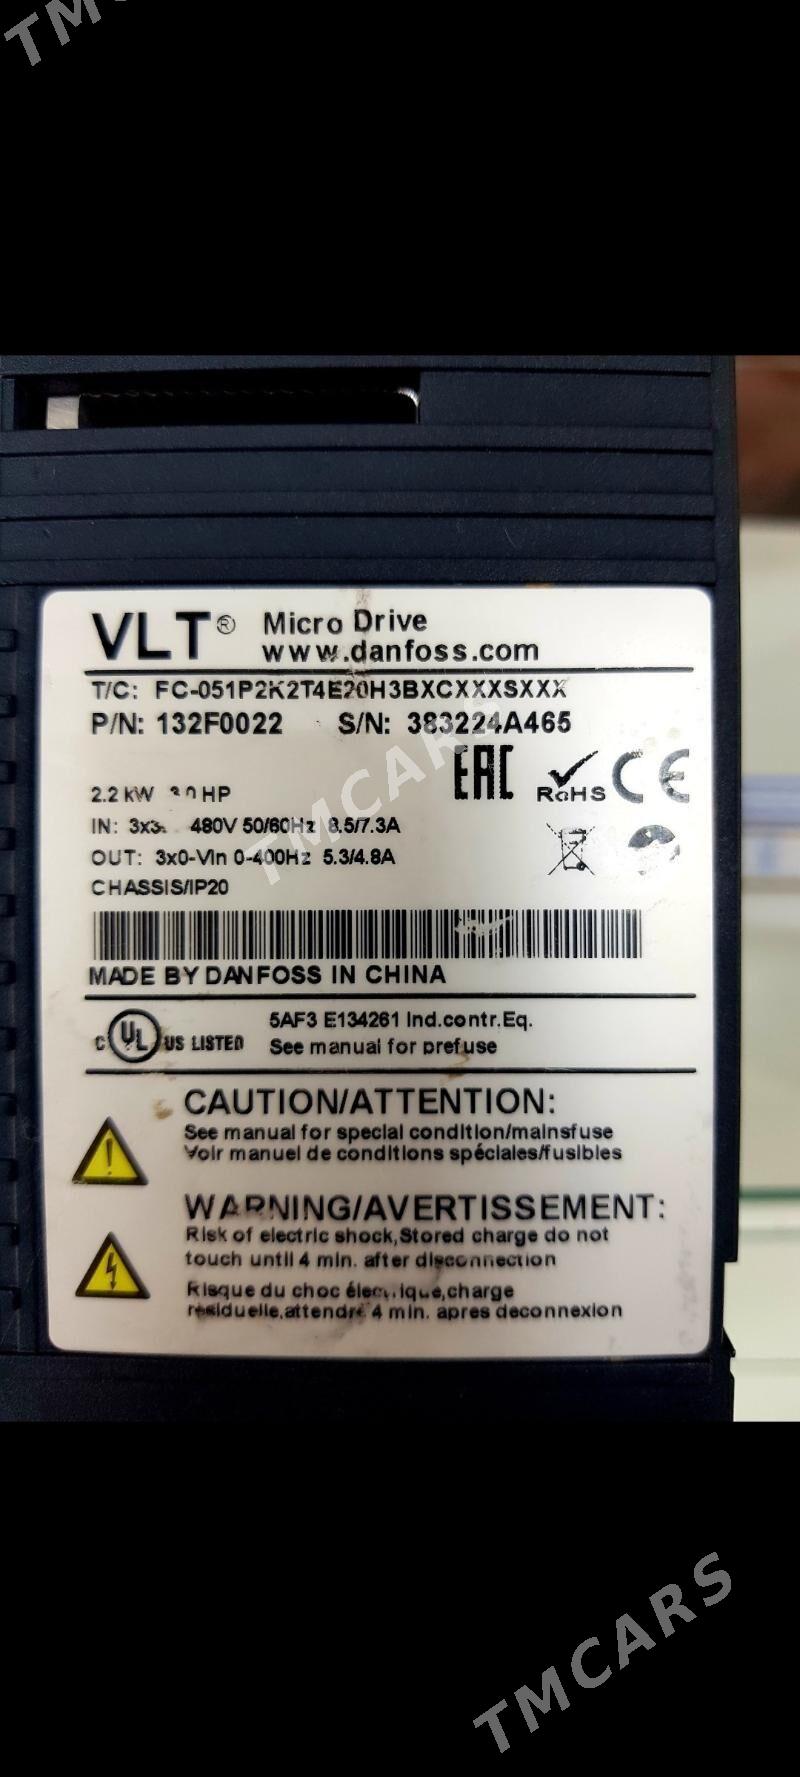 TMCARS
VLT® Micro Drive
www.danfoss.com
T/C: FC-051P2K2T4E20H3BXCXXXSXXX
P/N: 132F0022 S/N: 383224A465
EAC RoHS CE
2.2 kW HP
IN: 480V 50/60Hz 8.5/7.3A
OUT: 3x0-Vin 0-400Hz 5.3/4.8A
CHASSIS/IP20
TMCARS
MADE BY DANFOSS IN CHINA
c UL US LISTED 5AF3 E134261 Ind.contr.Eq.
See manual for prefuse
CAUTION/ATTENTION:
See manual for special condition/mainsfuse
Voir manuel de conditions spéciales/fusibles
WARNING/AVERTISSEMENT:
Risk of electric shock,Stored charge do not
touch until 4 min. after disconnection
Risque du choc électrique,charge
residuelle,attendre 4 min. apres deconnexion
TMCARS